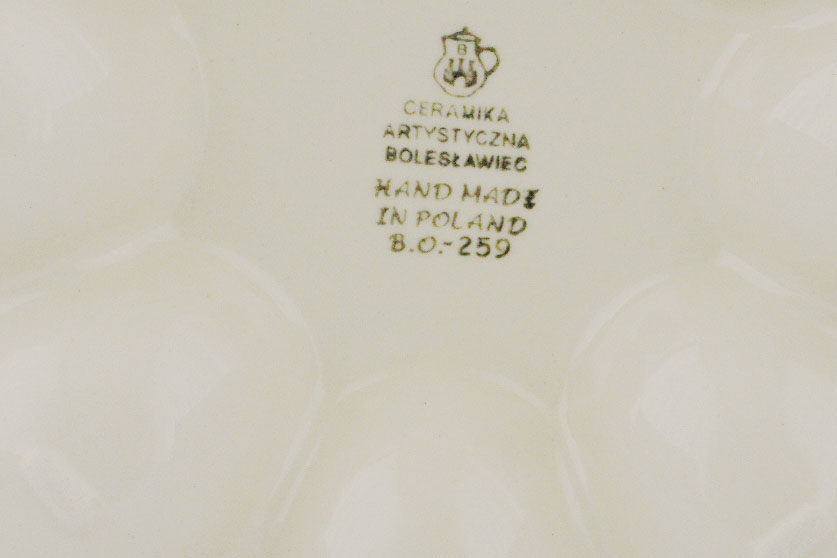 B
CERAMIKA
ARTYSTYCZNA
BOLESŁAWIEC
HAND MADE
IN POLAND
B.O.-259